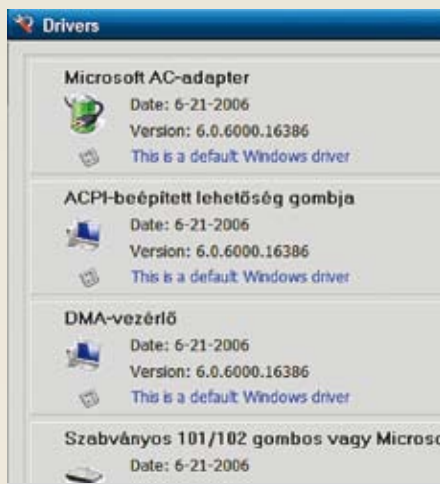 Drivers
Microsoft AC-adapter
Date: 6-21-2006
Version: 6.0.6000.16386
This is a default Windows driver
ACPI-beépített lehetőség gombja
Date: 6-21-2006
Version: 6.0.6000.16386
This is a default Windows driver
DMA-vezérlő
Date: 6-21-2006
Version: 6.0.6000.16386
This is a default Windows driver
Szabványos 101/102 gombos vagy Microso
Date: 6-21-2006